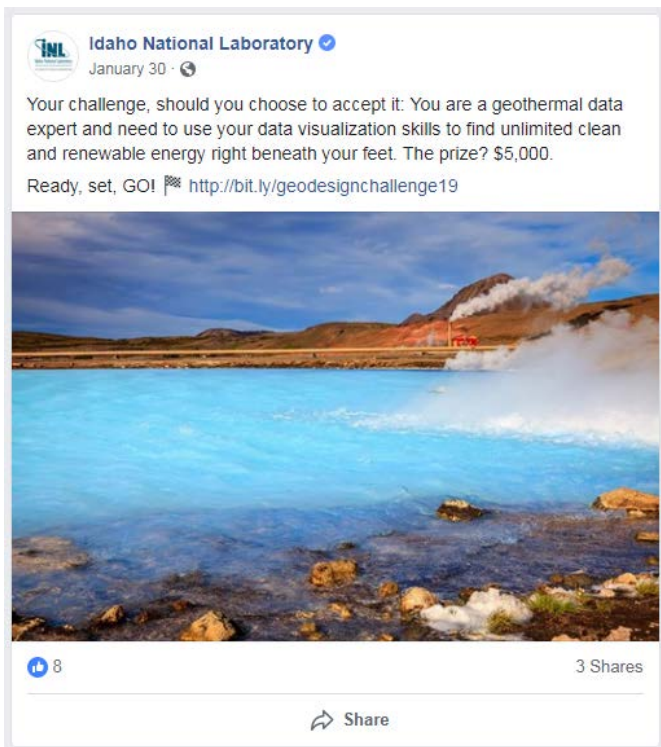 INL
Idaho National Laboratory
January 30 ·
Your challenge, should you choose to accept it: You are a geothermal data
expert and need to use your data visualization skills to find unlimited clean
and renewable energy right beneath your feet. The prize? $5,000.
Ready, set, GO! 🏁 http://bit.ly/geodesignchallenge19
8
3 Shares
Share